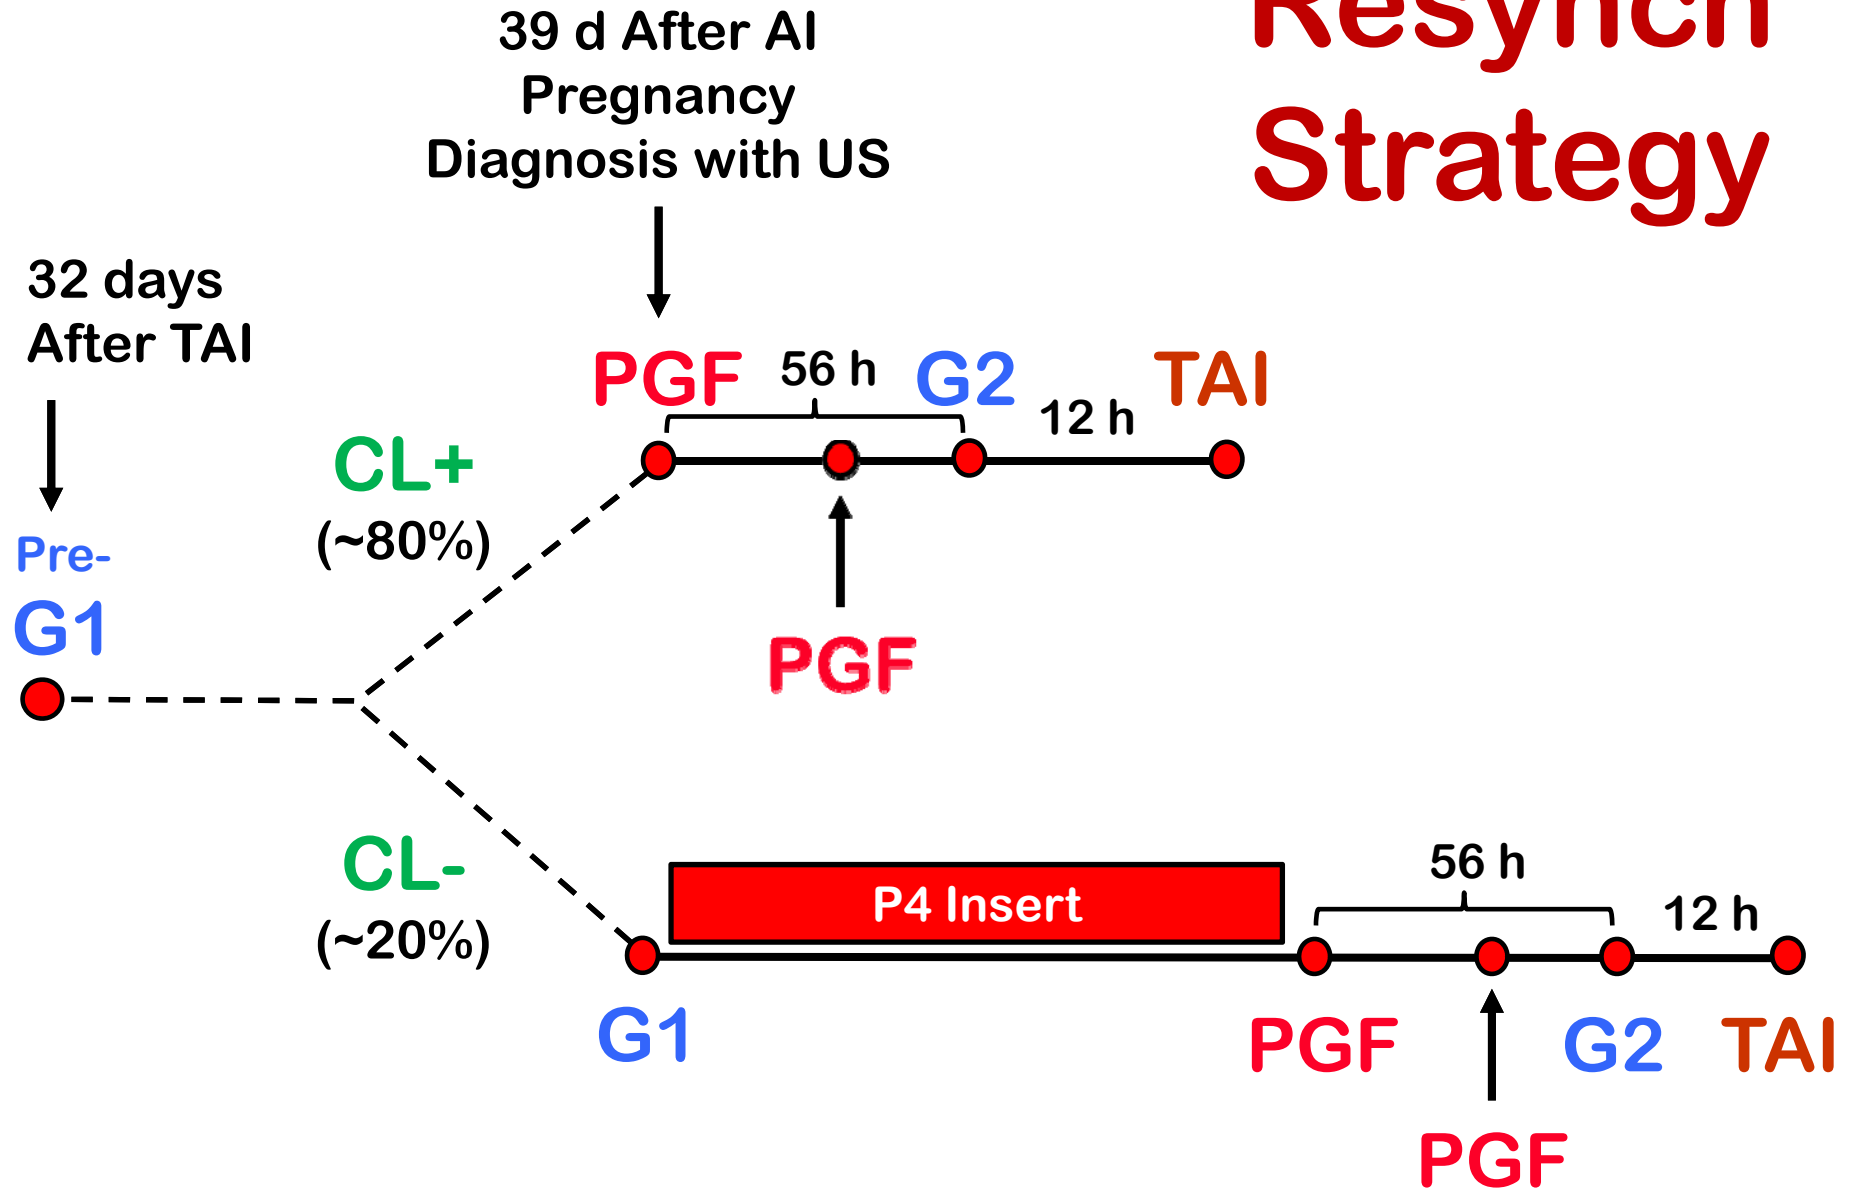 Resynch
Strategy
39 d After AI
Pregnancy
Diagnosis with US
32 days
After TAI
Pre-
G1
CL+
(~80%)
PGF
56 h
G2
12 h
TAI
PGF
CL-
(~20%)
P4 Insert
56 h
12 h
G1
PGF
G2
TAI
PGF